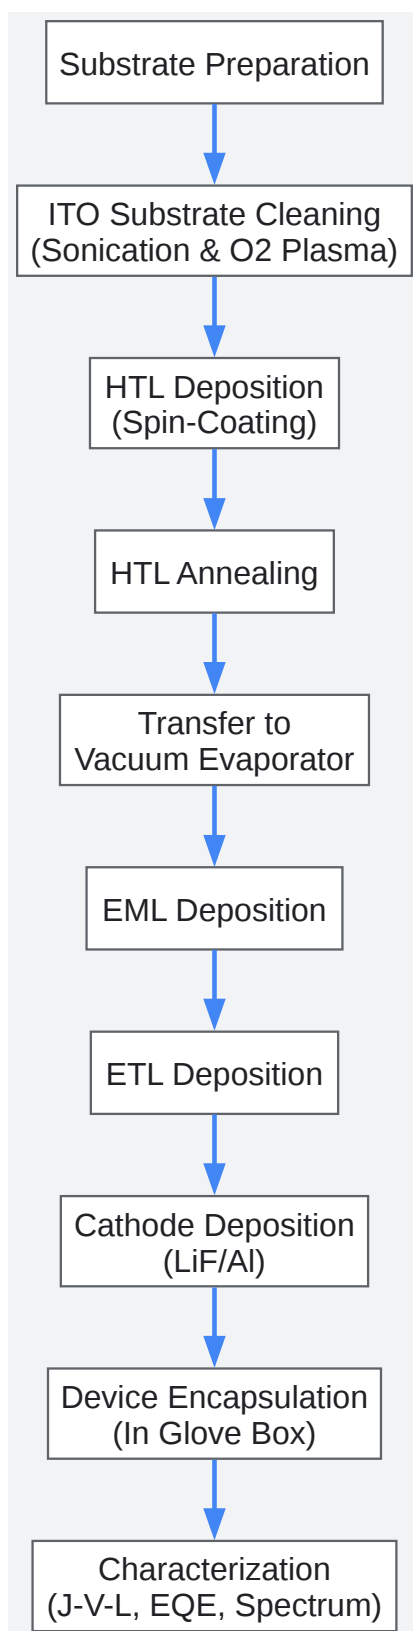 Substrate Preparation
ITO Substrate Cleaning
(Sonication & O2 Plasma)
HTL Deposition
(Spin-Coating)
HTL Annealing
Transfer to
Vacuum Evaporator
EML Deposition
ETL Deposition
Cathode Deposition
(LiF/Al)
Device Encapsulation
(In Glove Box)
Characterization
(J-V-L, EQE, Spectrum)